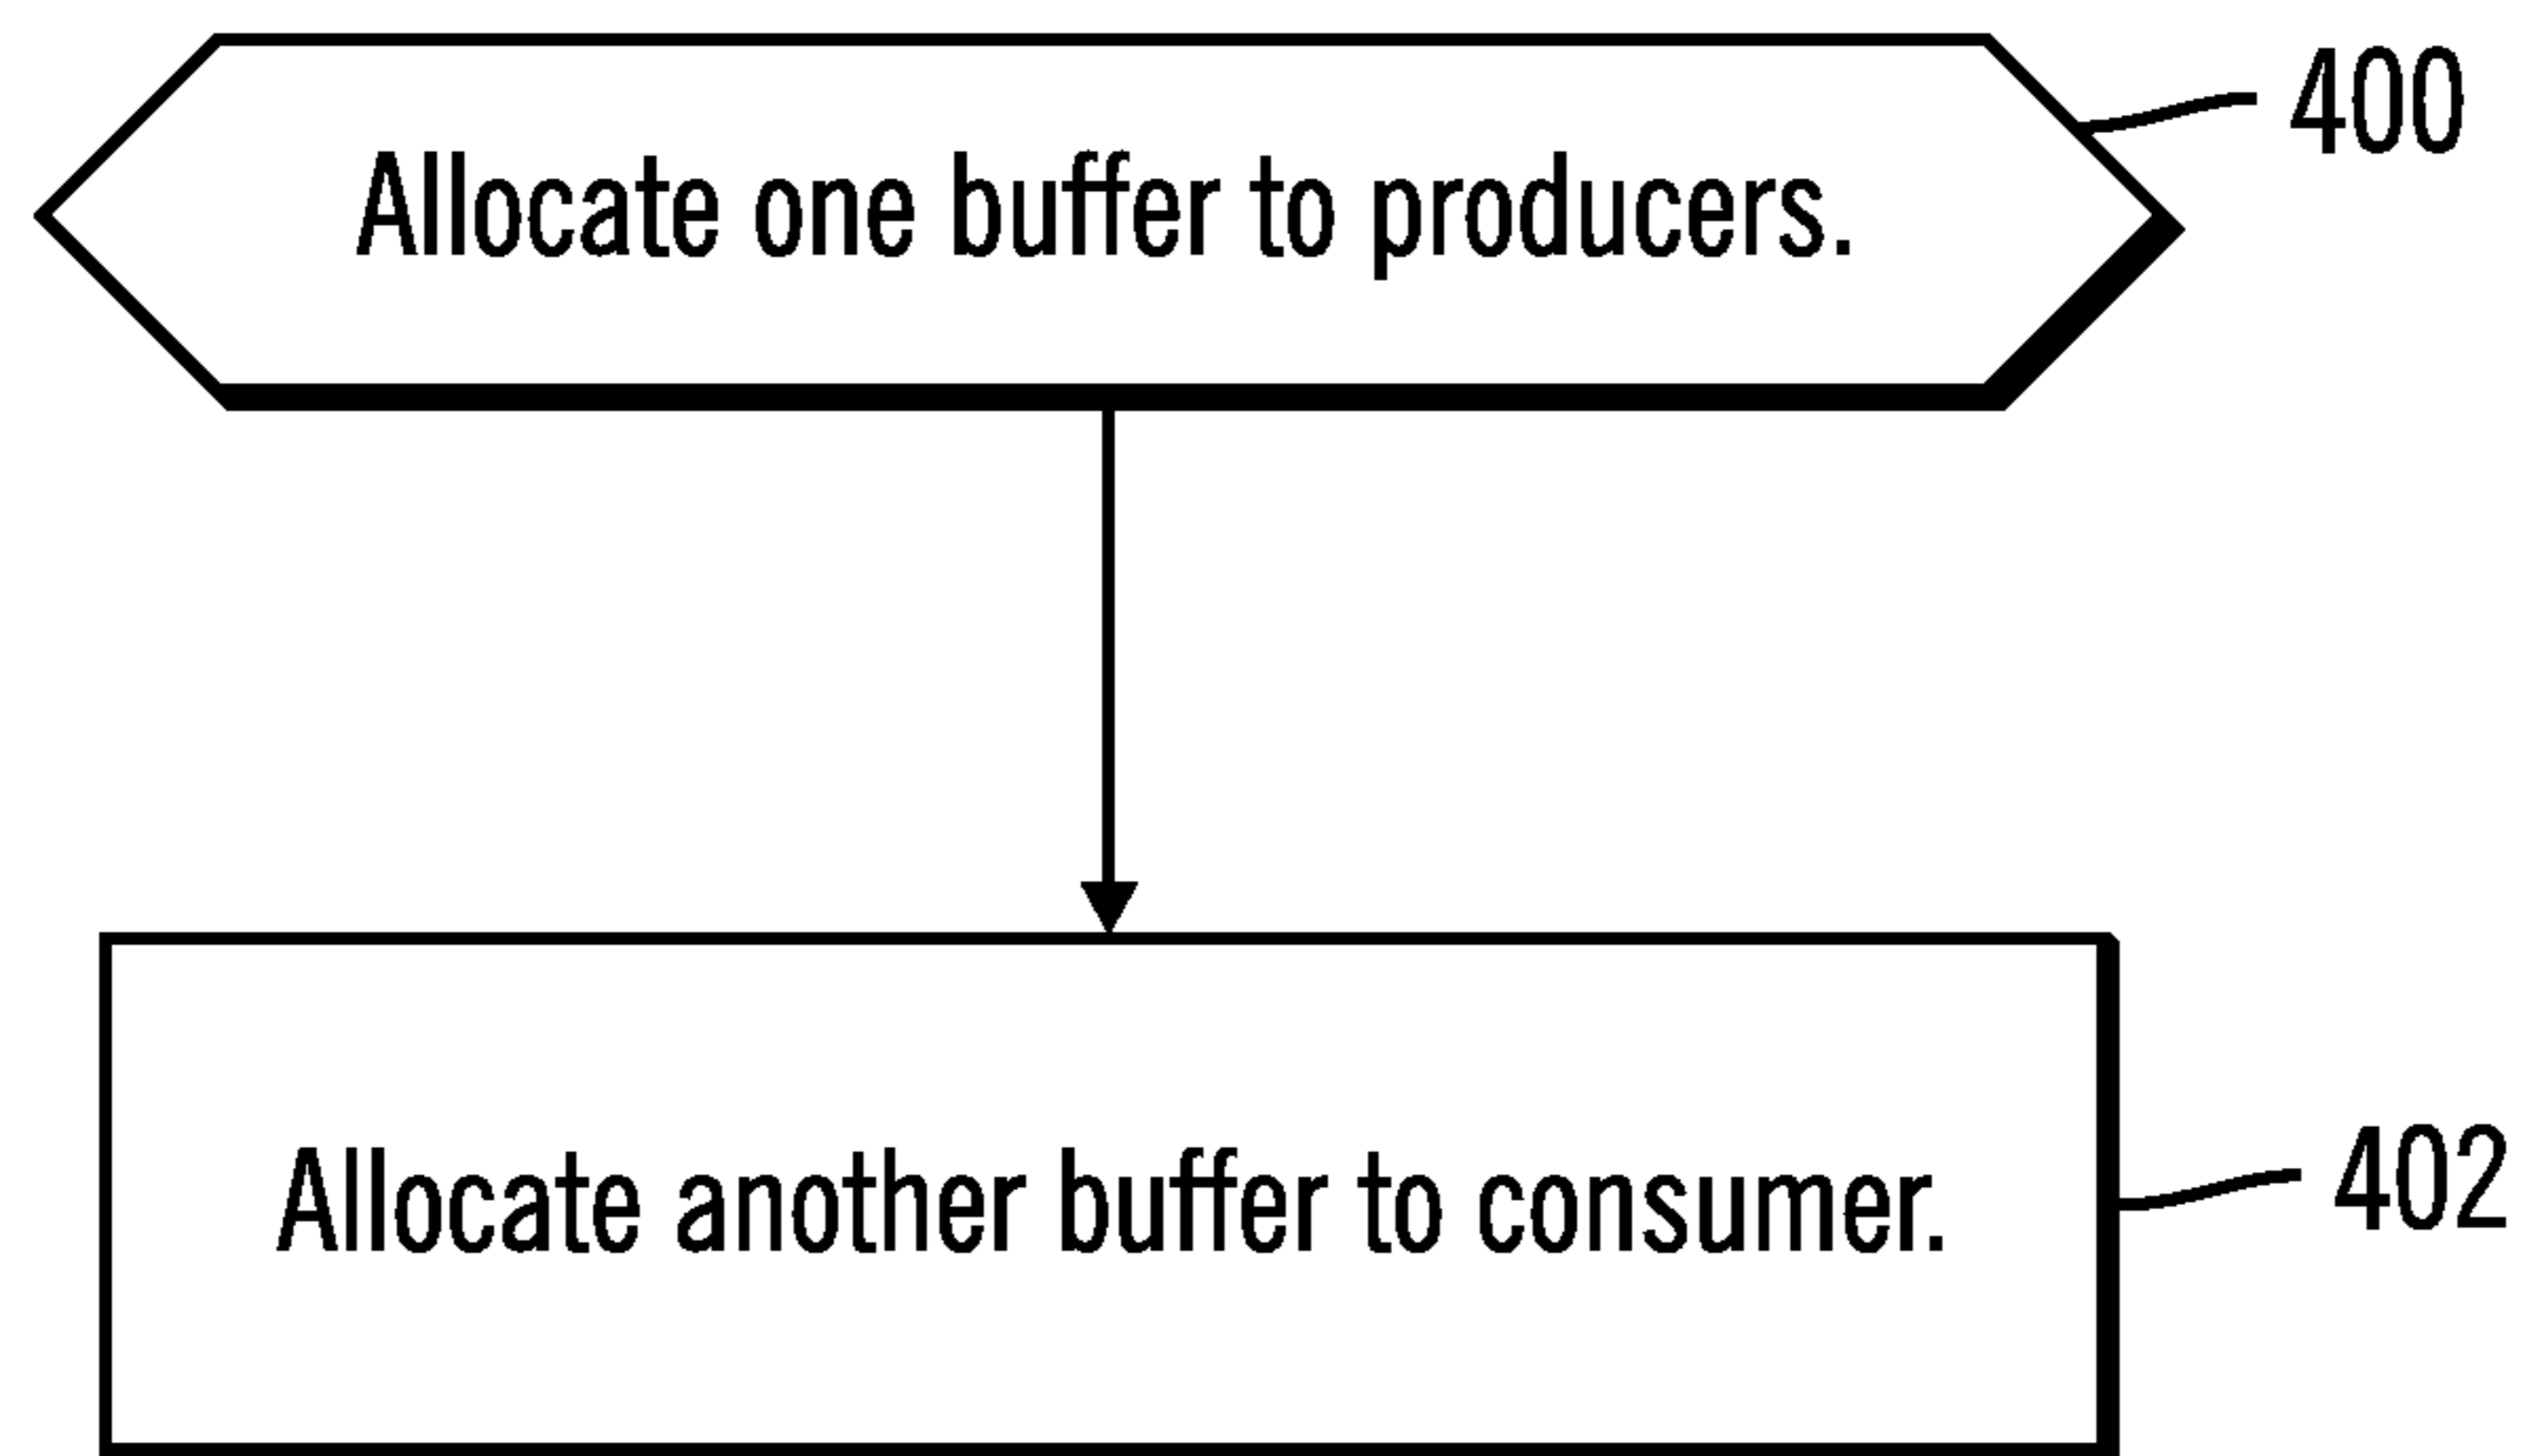 Allocate one buffer to producers.
400
Allocate another buffer to consumer.
402